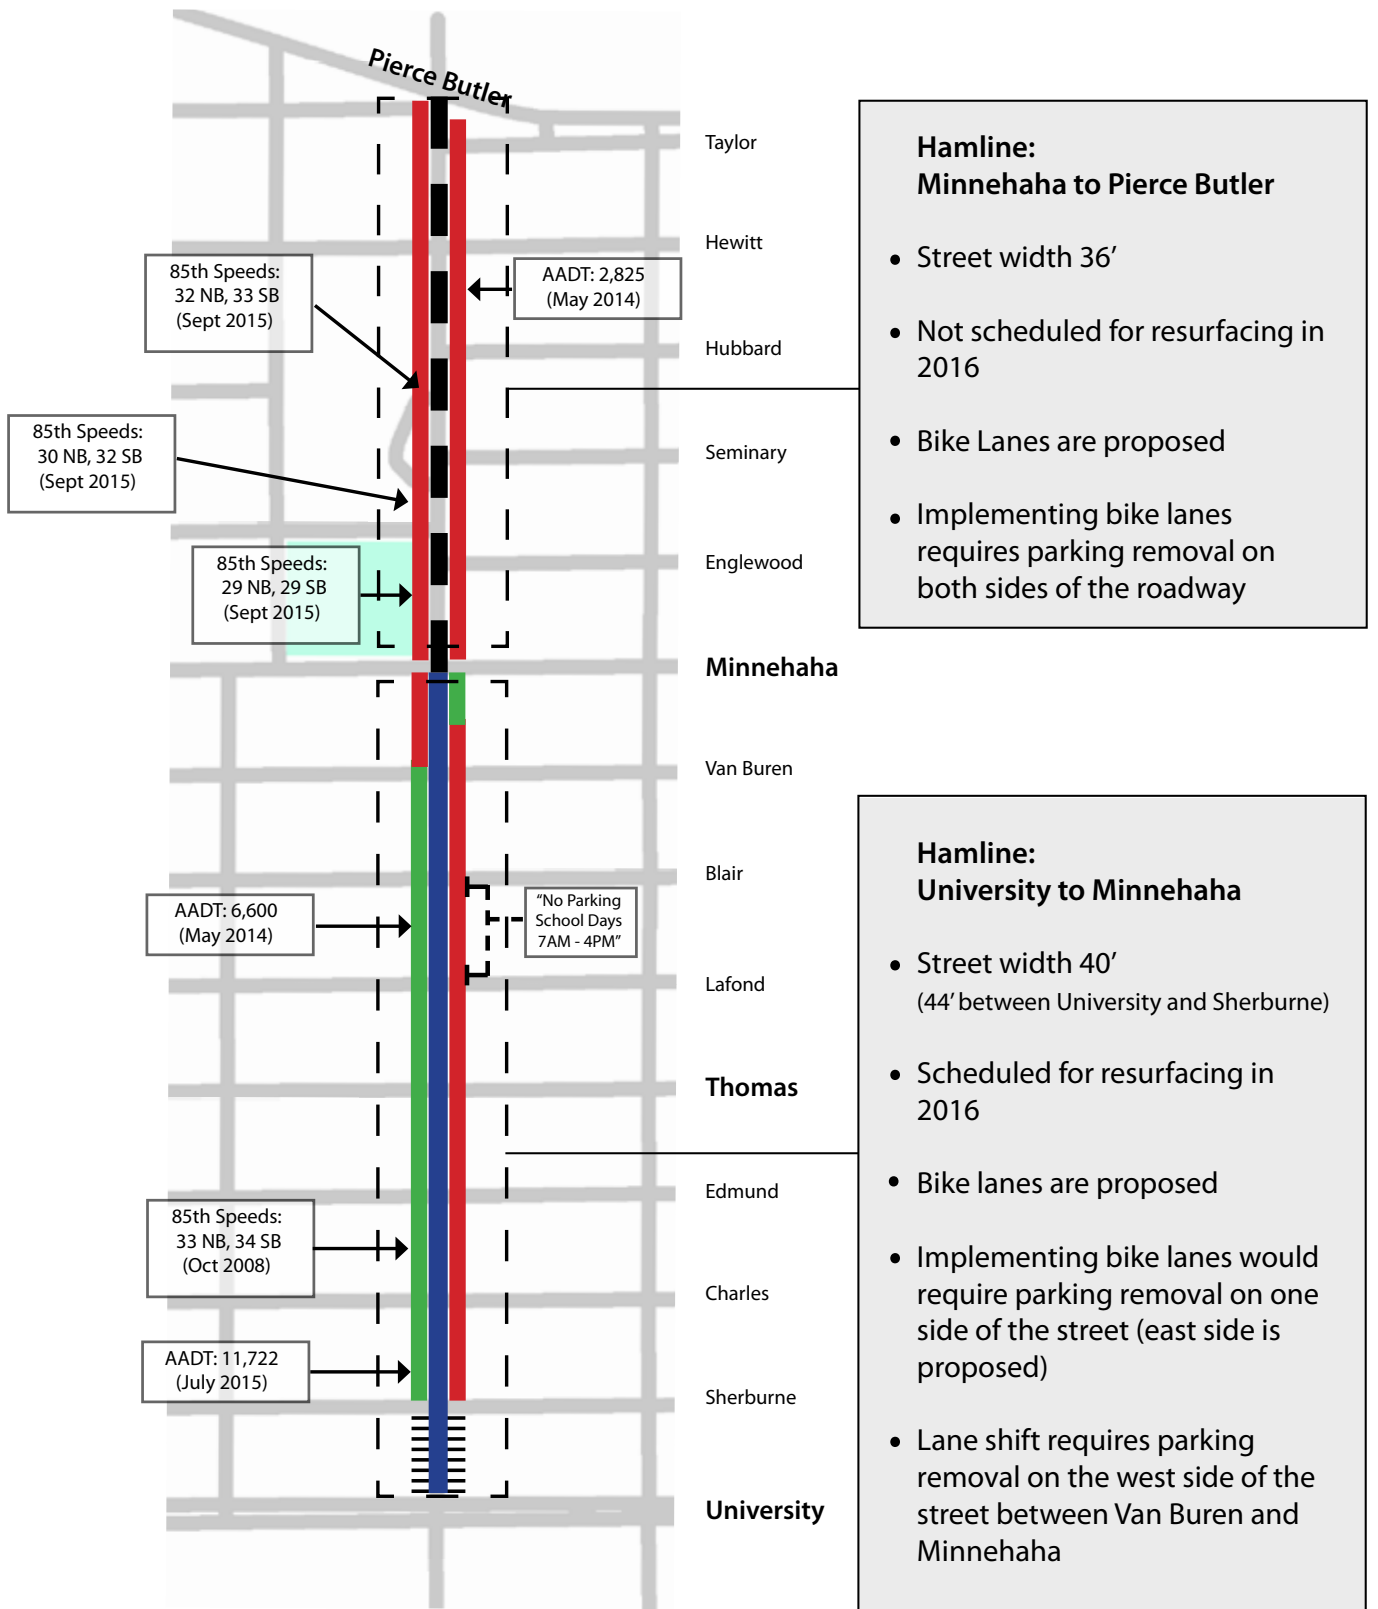 Pierce Butler
Taylor
Hewitt
85th Speeds:
32 NB, 33 SB
(Sept 2015)
AADT: 2,825
(May 2014)
Hubbard
85th Speeds:
30 NB, 32 SB
(Sept 2015)
Seminary
85th Speeds:
29 NB, 29 SB
(Sept 2015)
Englewood
Minnehaha
Van Buren
Blair
"No Parking
School Days
7AM - 4PM"
AADT: 6,600
(May 2014)
Lafond
Thomas
Edmund
85th Speeds:
33 NB, 34 SB
(Oct 2008)
Charles
AADT: 11,722
(July 2015)
Sherburne
University
Hamline:
Minnehaha to Pierce Butler
• Street width 36'
• Not scheduled for resurfacing in
2016
• Bike Lanes are proposed
• Implementing bike lanes
requires parking removal on
both sides of the roadway
Hamline:
University to Minnehaha
• Street width 40'
(44' between University and Sherburne)
• Scheduled for resurfacing in
2016
• Bike lanes are proposed
• Implementing bike lanes would
require parking removal on one
side of the street (east side is
proposed)
• Lane shift requires parking
removal on the west side of the
street between Van Buren and
Minnehaha